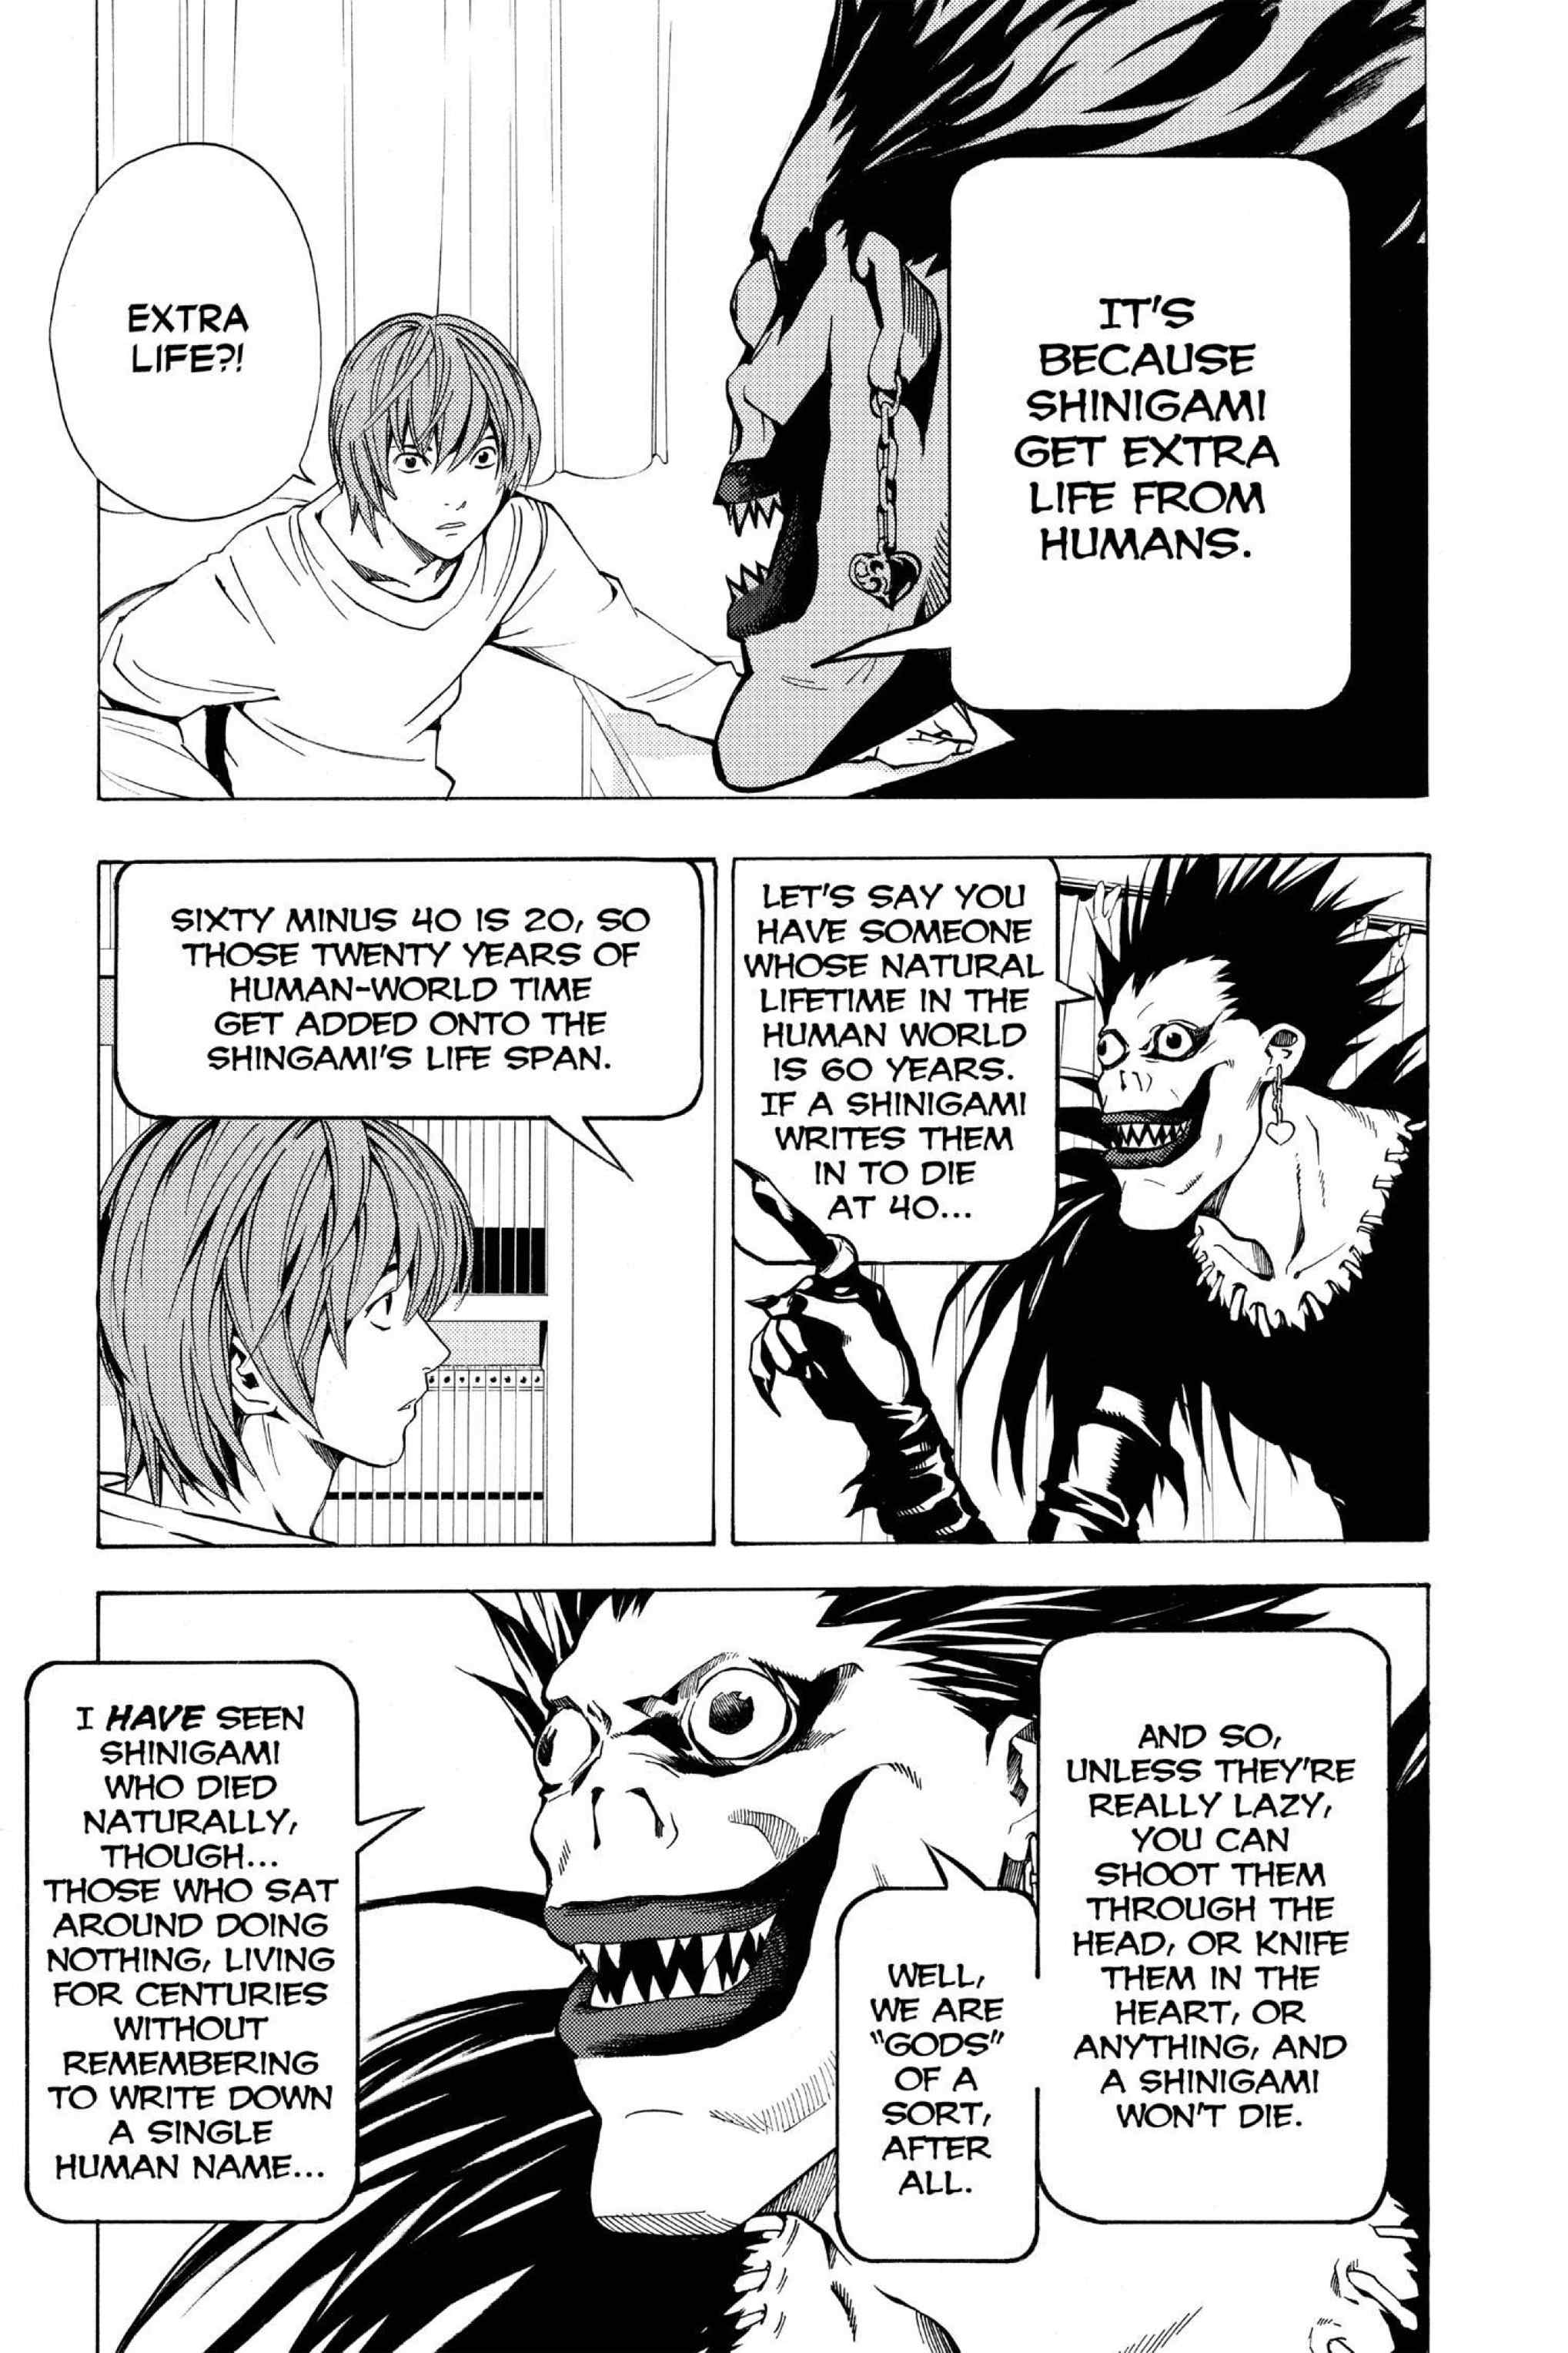 IT'S
BECAUSE
SHINIGAMI
GET EXTRA
LIFE FROM
HUMANS.
EXTRA
LIFE?!
LET'S SAY YOU
HAVE SOMEONE
WHOSE NATURAL
LIFETIME IN THE
HUMAN WORLD
IS 60 YEARS.
IF A SHINIGAMI
WRITES THEM
IN TO DIE
AT 40...
SIXTY MINUS 40 IS 20, SO
THOSE TWENTY YEARS OF
HUMAN-WORLD TIME
GET ADDED ONTO THE
SHINGAMI'S LIFE SPAN.
AND SO,
UNLESS THEY'RE
REALLY LAZY,
YOU CAN
SHOOT THEM
THROUGH THE
HEAD, OR KNIFE
THEM IN THE
HEART, OR
ANYTHING, AND
A SHINIGAMI
WON'T DIE.
WELL,
WE ARE
"GODS"
OF A
SORT,
AFTER
ALL.
I HAVE SEEN
SHINIGAMI
WHO DIED
NATURALLY,
THOUGH...
THOSE WHO SAT
AROUND DOING
NOTHING, LIVING
FOR CENTURIES
WITHOUT
REMEMBERING
TO WRITE DOWN
A SINGLE
HUMAN NAME...